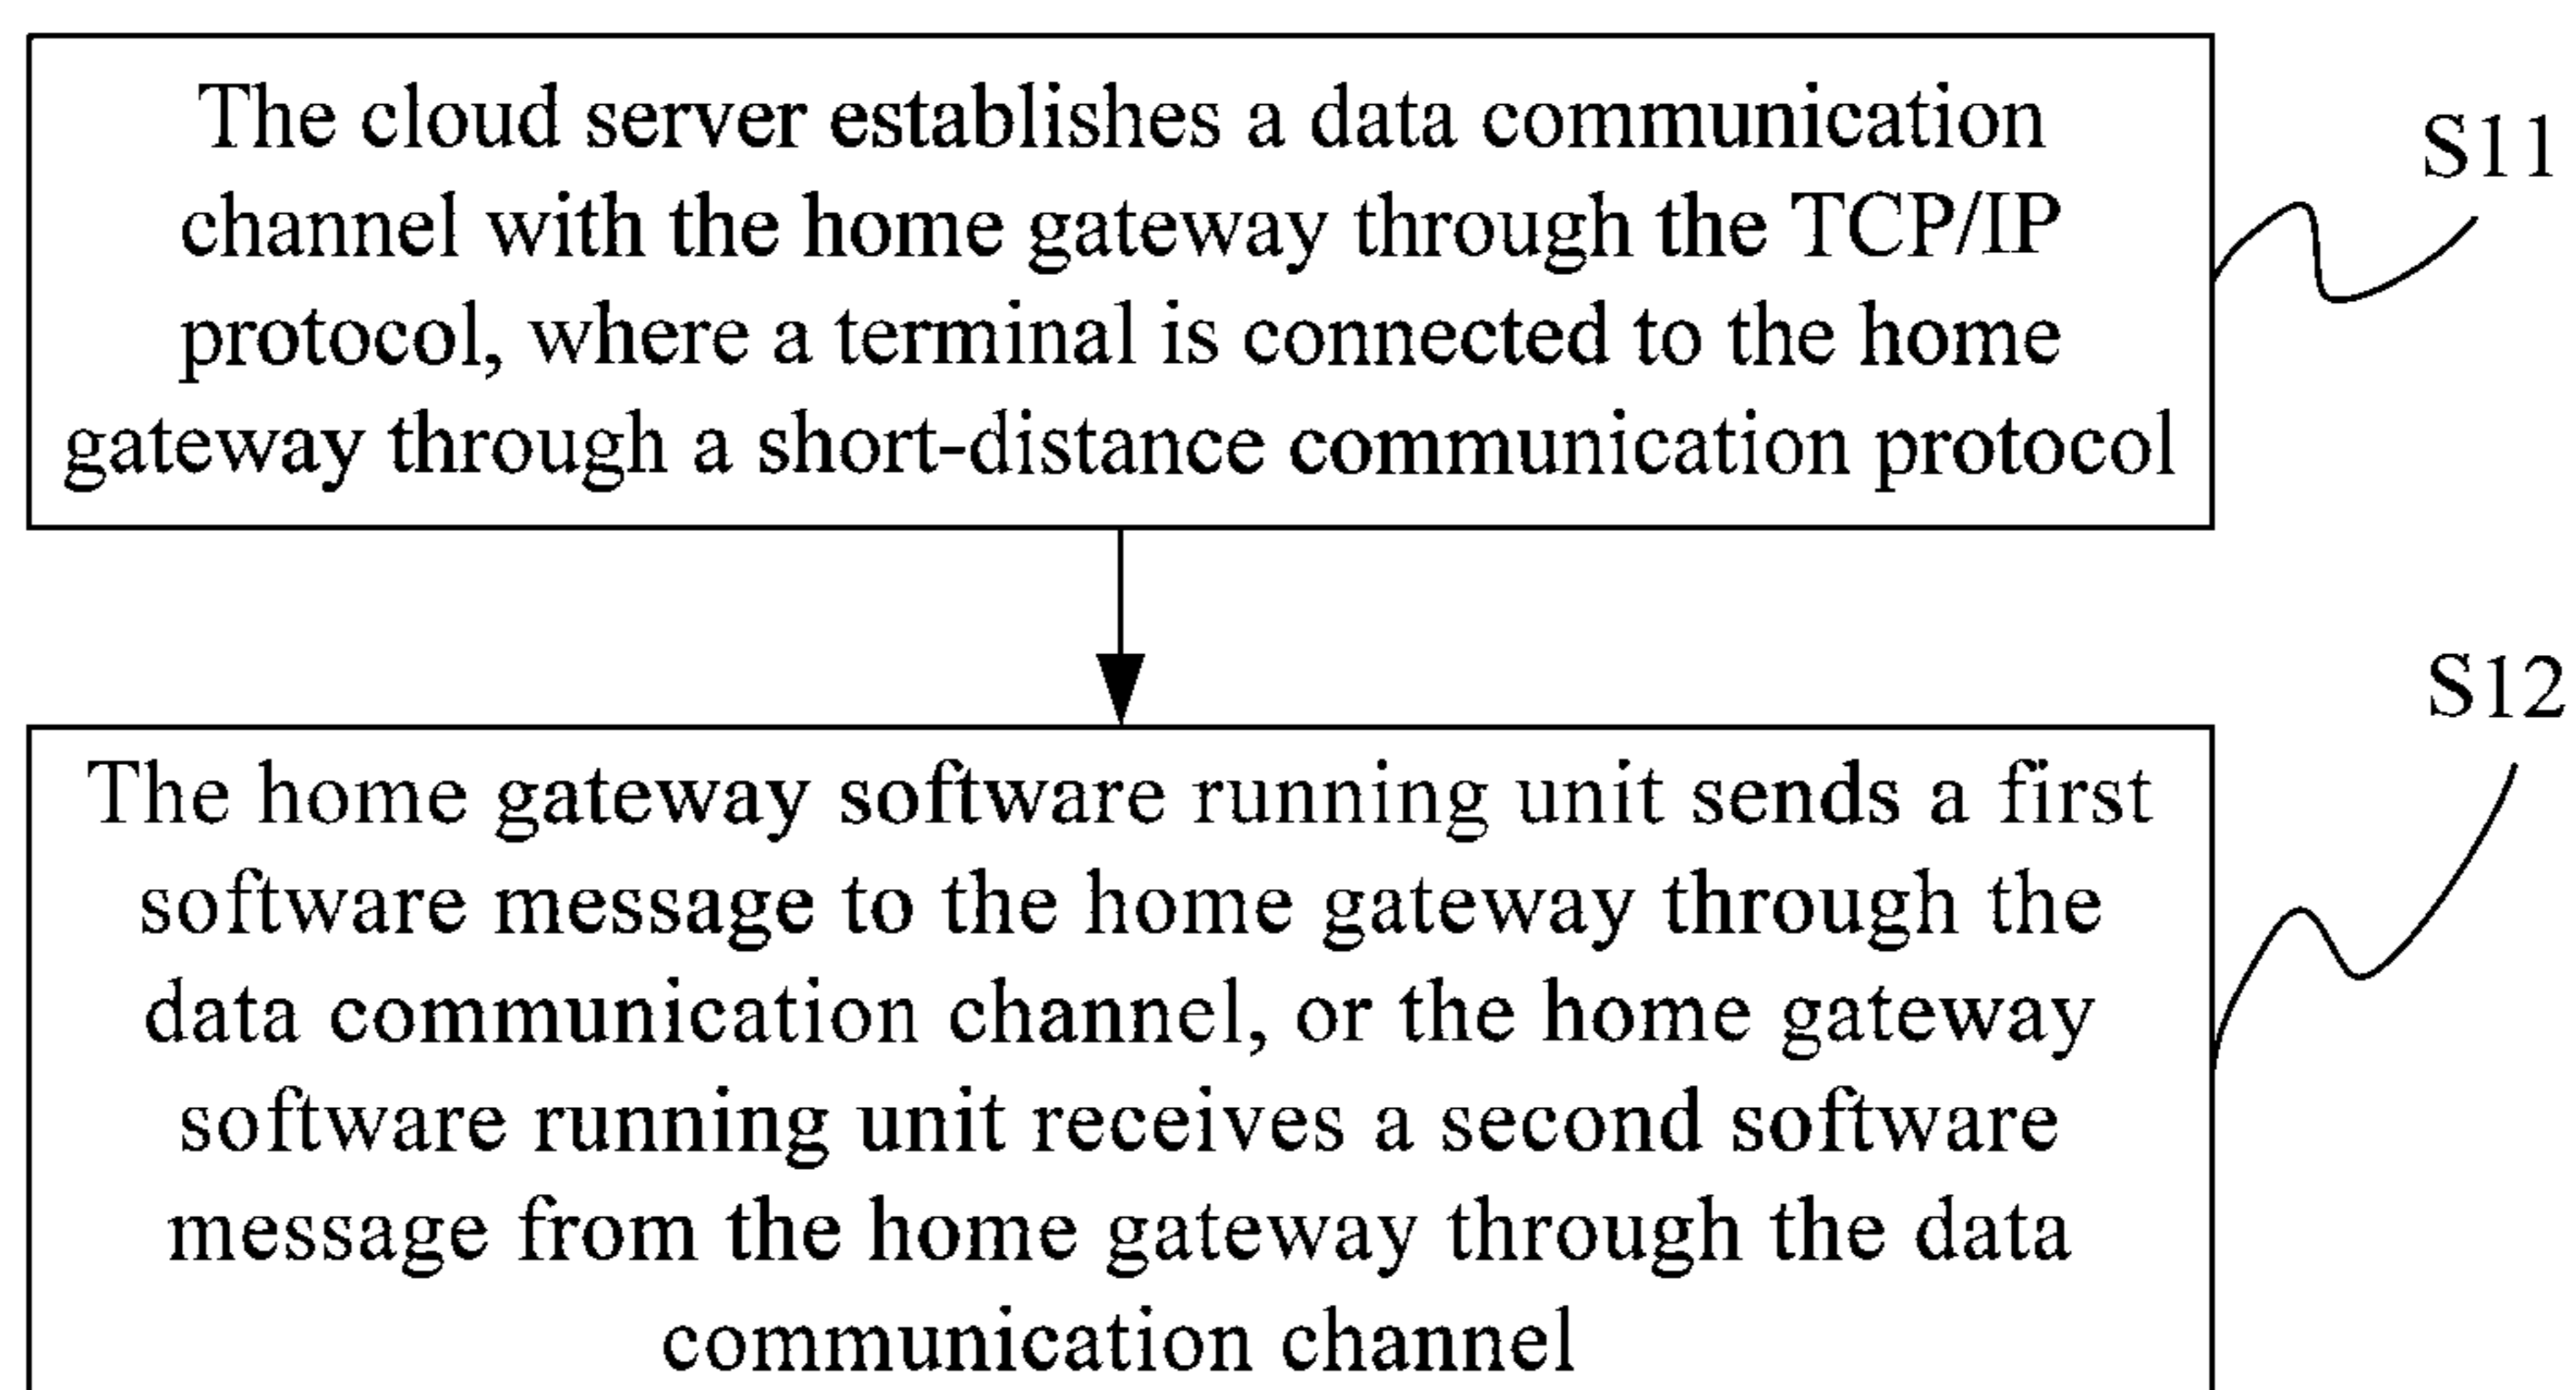 The cloud server establishes a data communication
channel with the home gateway through the TCP/IP
protocol, where a terminal is connected to the home
gateway through a short-distance communication protocol
S11
The home gateway software running unit sends a first
software message to the home gateway through the
data communication channel, or the home gateway
software running unit receives a second software
message from the home gateway through the data
communication channel
S12